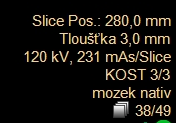 Slice Pos.: 280,0 mm
Tloušťka 3,0 mm
120 kV, 231 mAs/Slice
KOST 3/3
mozek nativ
38/49